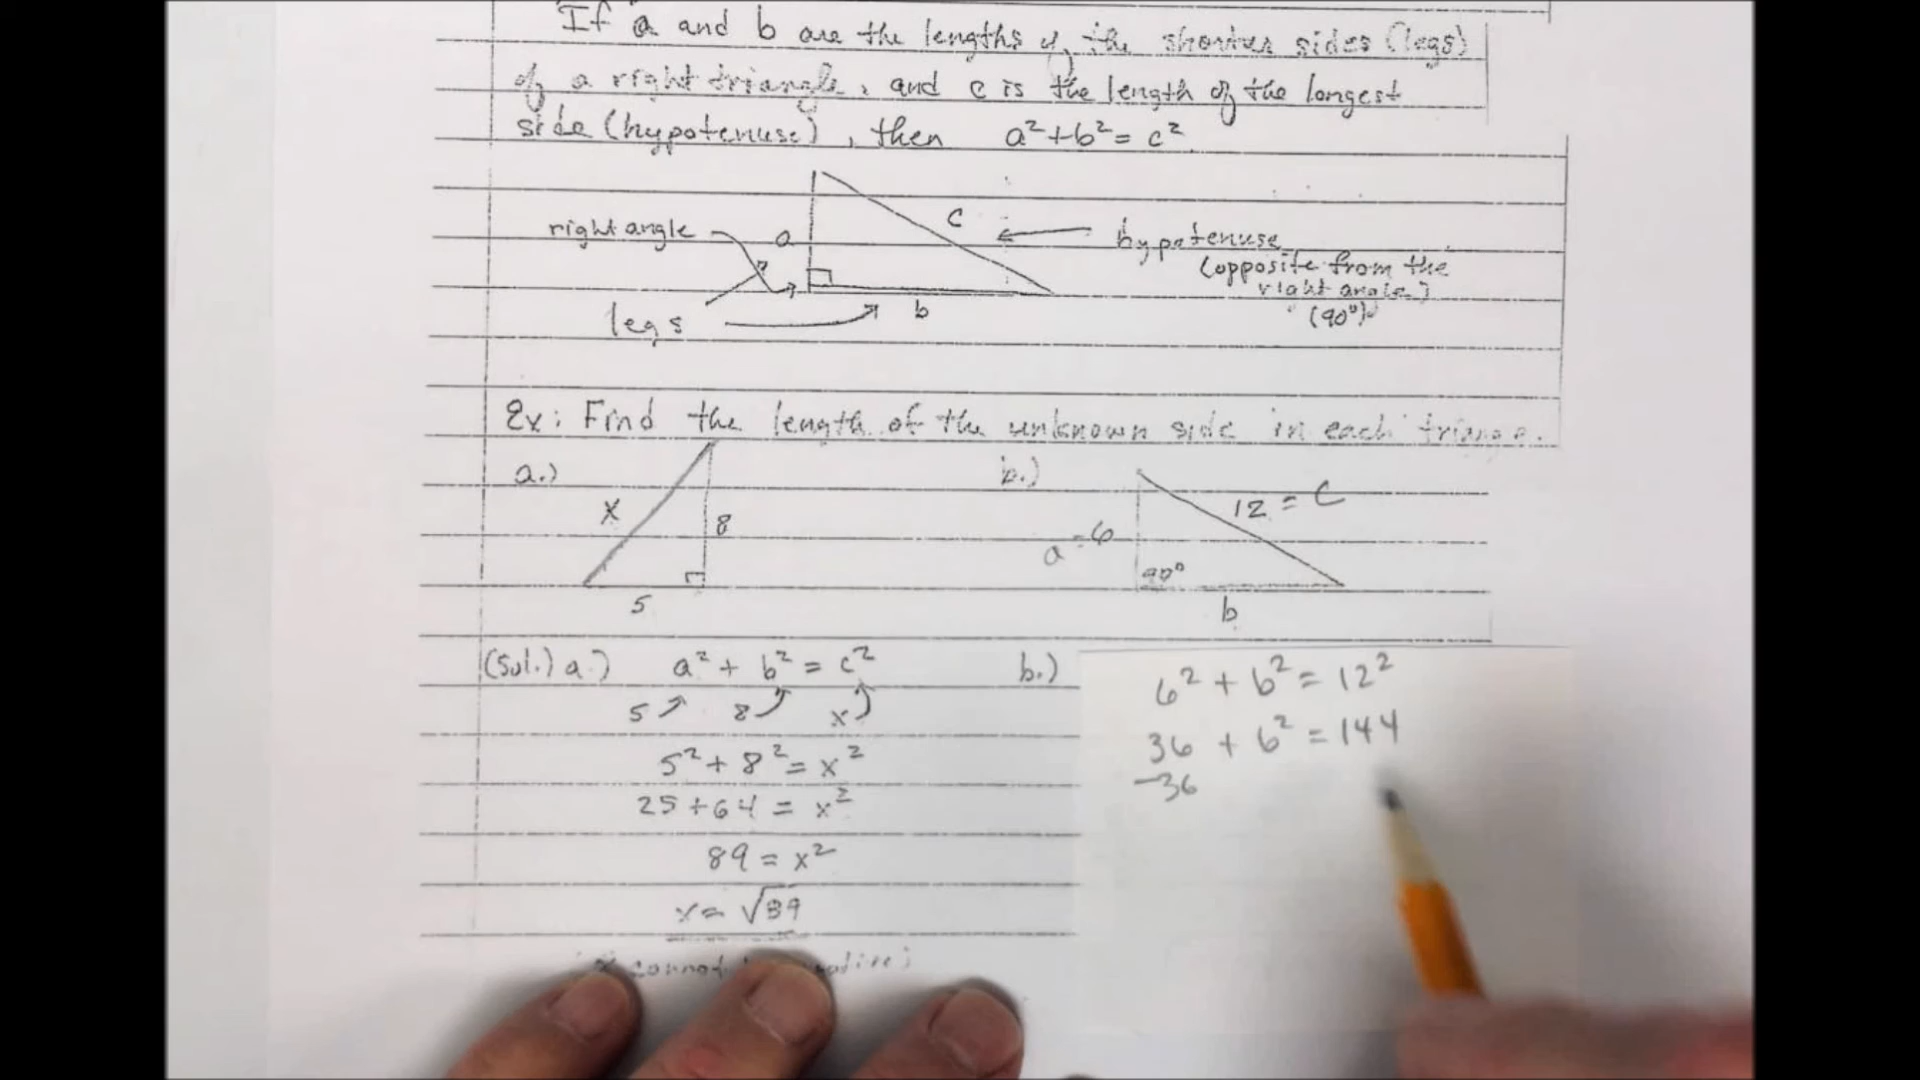 If a and b are the lengths of the shorter sides (legs)
of a right triangle, and c is the length of the longest
side (hypotenuse), then a²+b²= c²
right angle
a
c
hypotenuse
(opposite from the
right angle)
(90°)
legs
b
Ex: Find the length of the unknown side in each triangle.
a.)
x
8
5
b.)
12 = C
a = 6
90°
b
(Sol.) a.) a² + b² = c²
5 8 x
5² + 8² = x²
25 + 64 = x²
89 = x²
x = √89
cannot
b.)
6² + b² = 12²
36 + b² = 144
-36